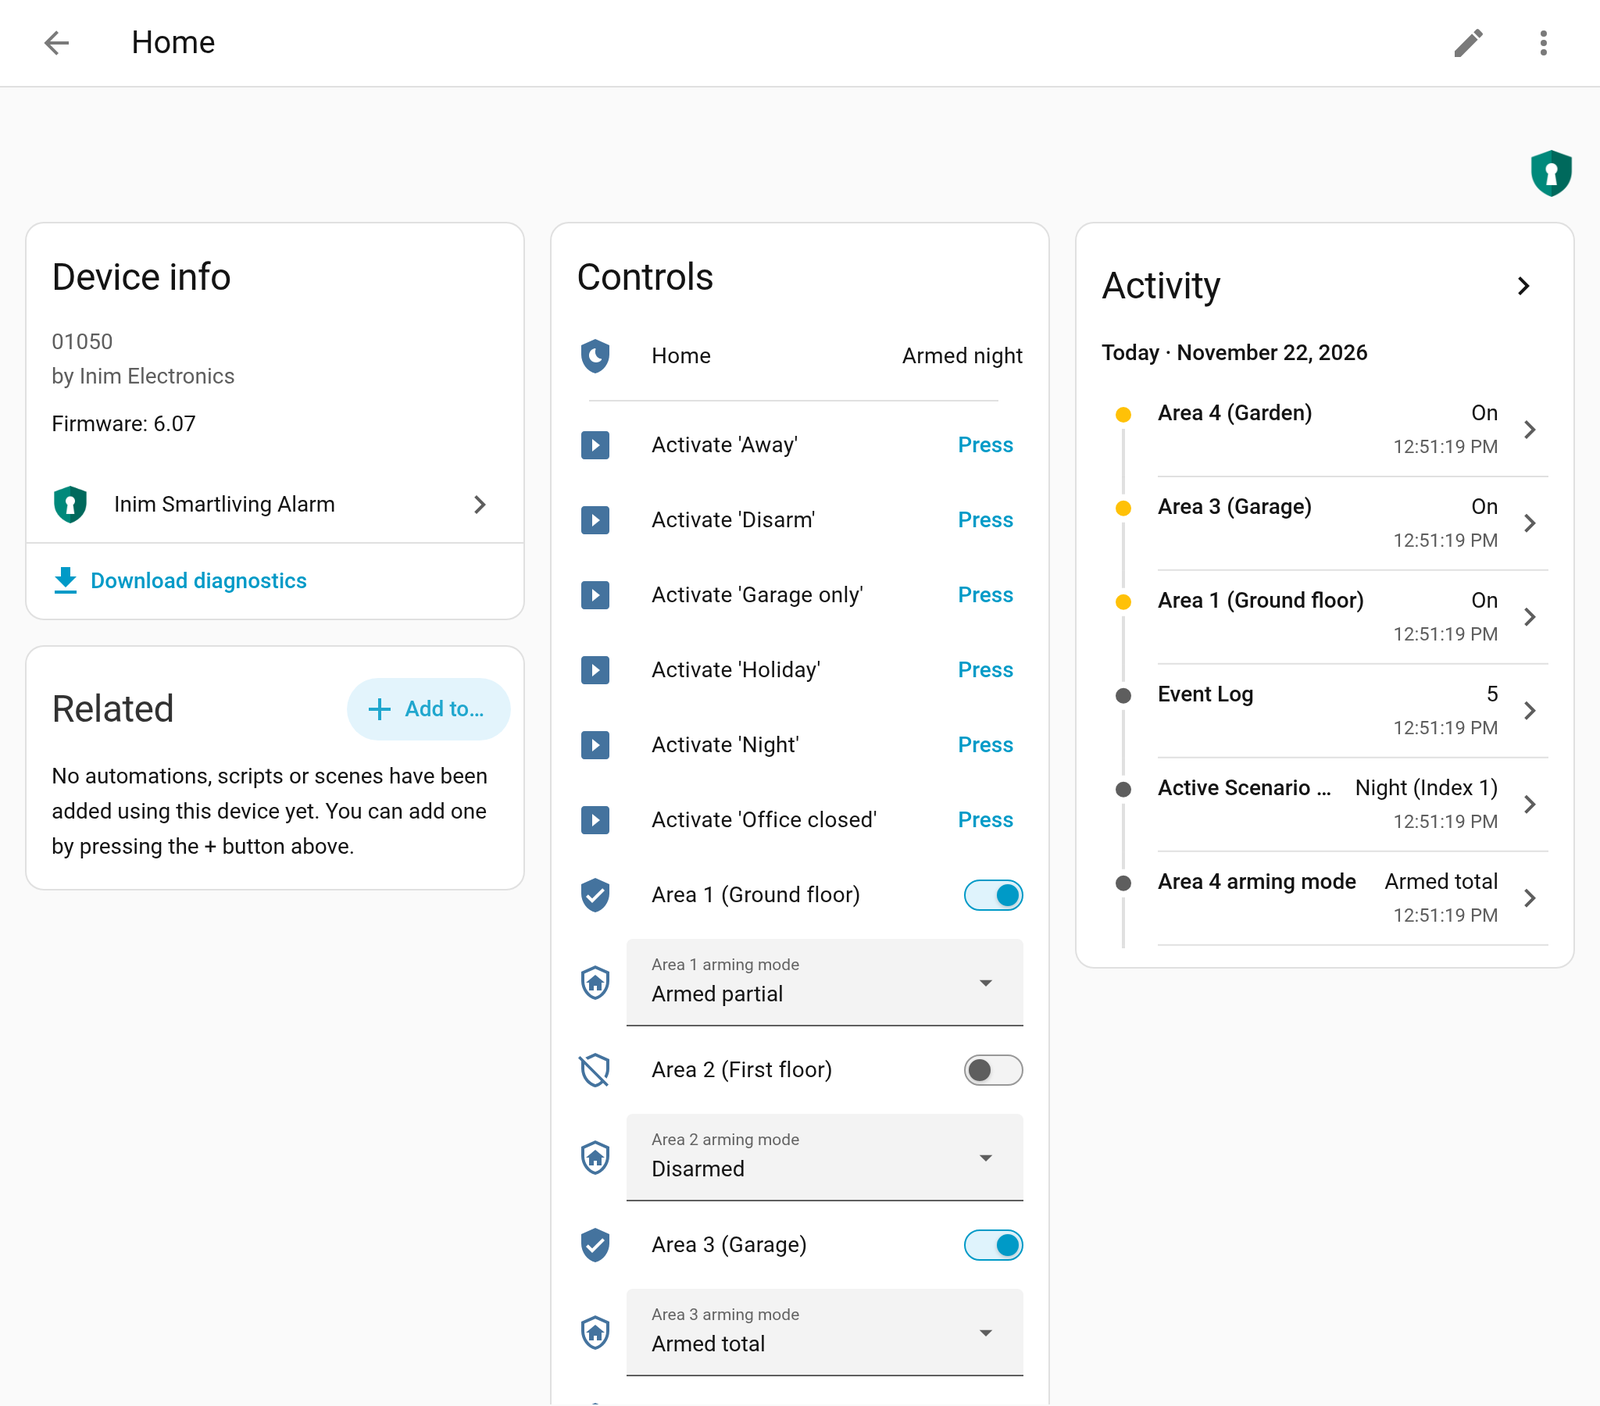 Home
Device info
01050
by Inim Electronics
Firmware: 6.07
Inim Smartliving Alarm
Download diagnostics
Related
Add to...
No automations, scripts or scenes have been
added using this device yet. You can add one
by pressing the + button above.
Controls
Home Armed night
Activate 'Away' Press
Activate 'Disarm' Press
Activate 'Garage only' Press
Activate 'Holiday' Press
Activate 'Night' Press
Activate 'Office closed' Press
Area 1 (Ground floor)
Area 1 arming mode
Armed partial
Area 2 (First floor)
Area 2 arming mode
Disarmed
Area 3 (Garage)
Area 3 arming mode
Armed total
Activity
Today · November 22, 2026
Area 4 (Garden) On
12:51:19 PM
Area 3 (Garage) On
12:51:19 PM
Area 1 (Ground floor) On
12:51:19 PM
Event Log 5
12:51:19 PM
Active Scenario ... Night (Index 1)
12:51:19 PM
Area 4 arming mode Armed total
12:51:19 PM